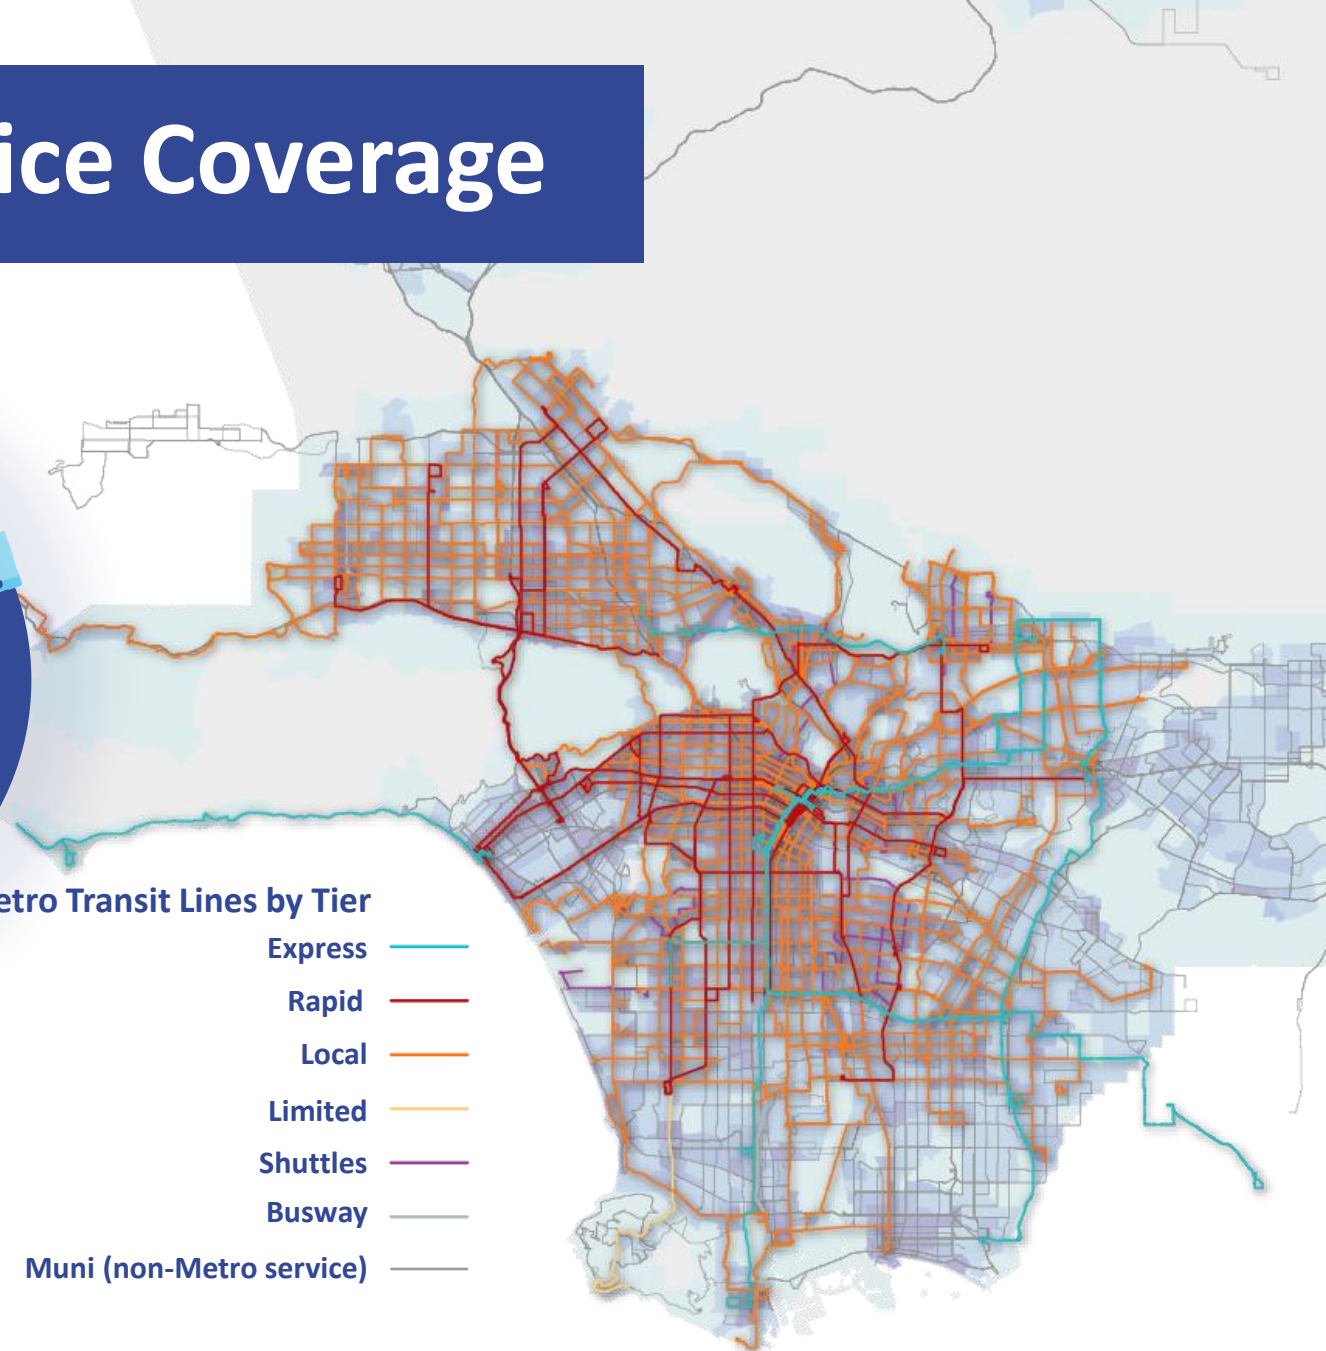 ice Coverage
etro Transit Lines by Tier
Express
Rapid
Local
Limited
Shuttles
Busway
Muni (non-Metro service)